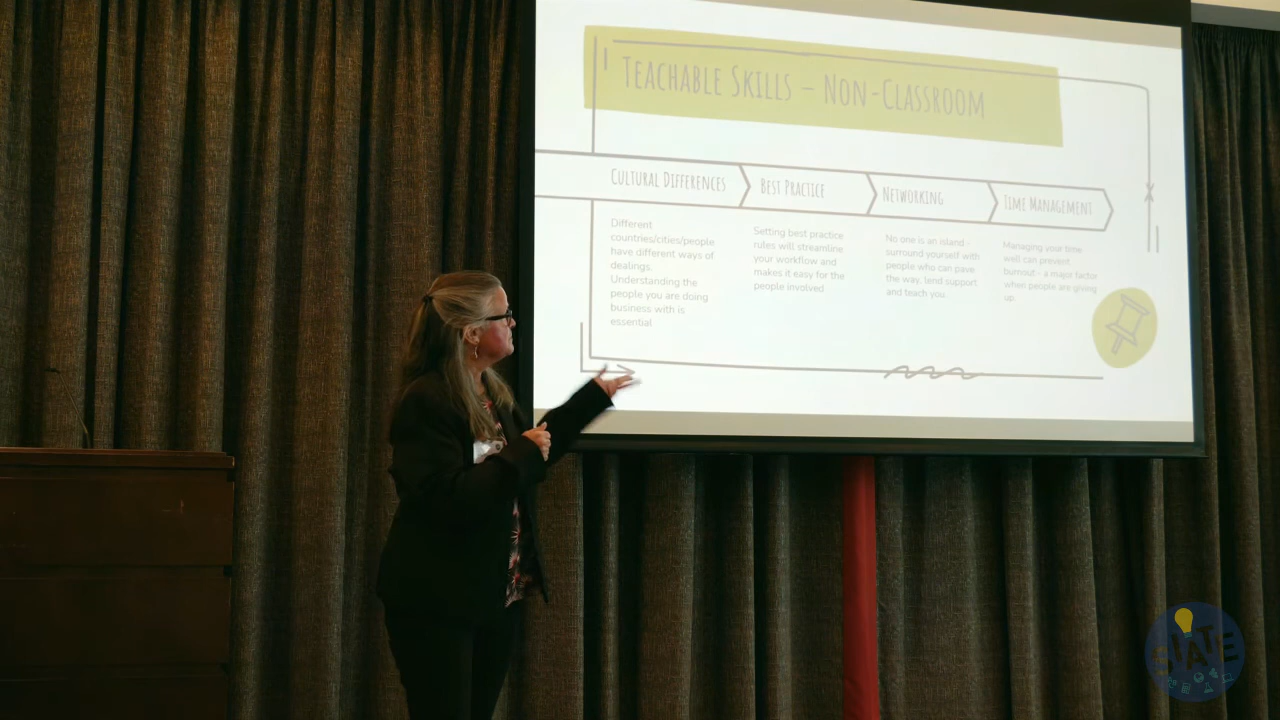 TEACHABLE SKILLS – NON-CLASSROOM
CULTURAL DIFFERENCES
Different
countries/cities/people
have different ways of
dealings.
Understanding the
people you are doing
business with is
essential
BEST PRACTICE
Setting best practice
rules will streamline
your workflow and
makes it easy for the
people involved
NETWORKING
No one is an island -
surround yourself with
people who can pave
the way, lend support
and teach you.
TIME MANAGEMENT
Managing your time
well can prevent
burnout - a major factor
when people are giving
up.
STATE